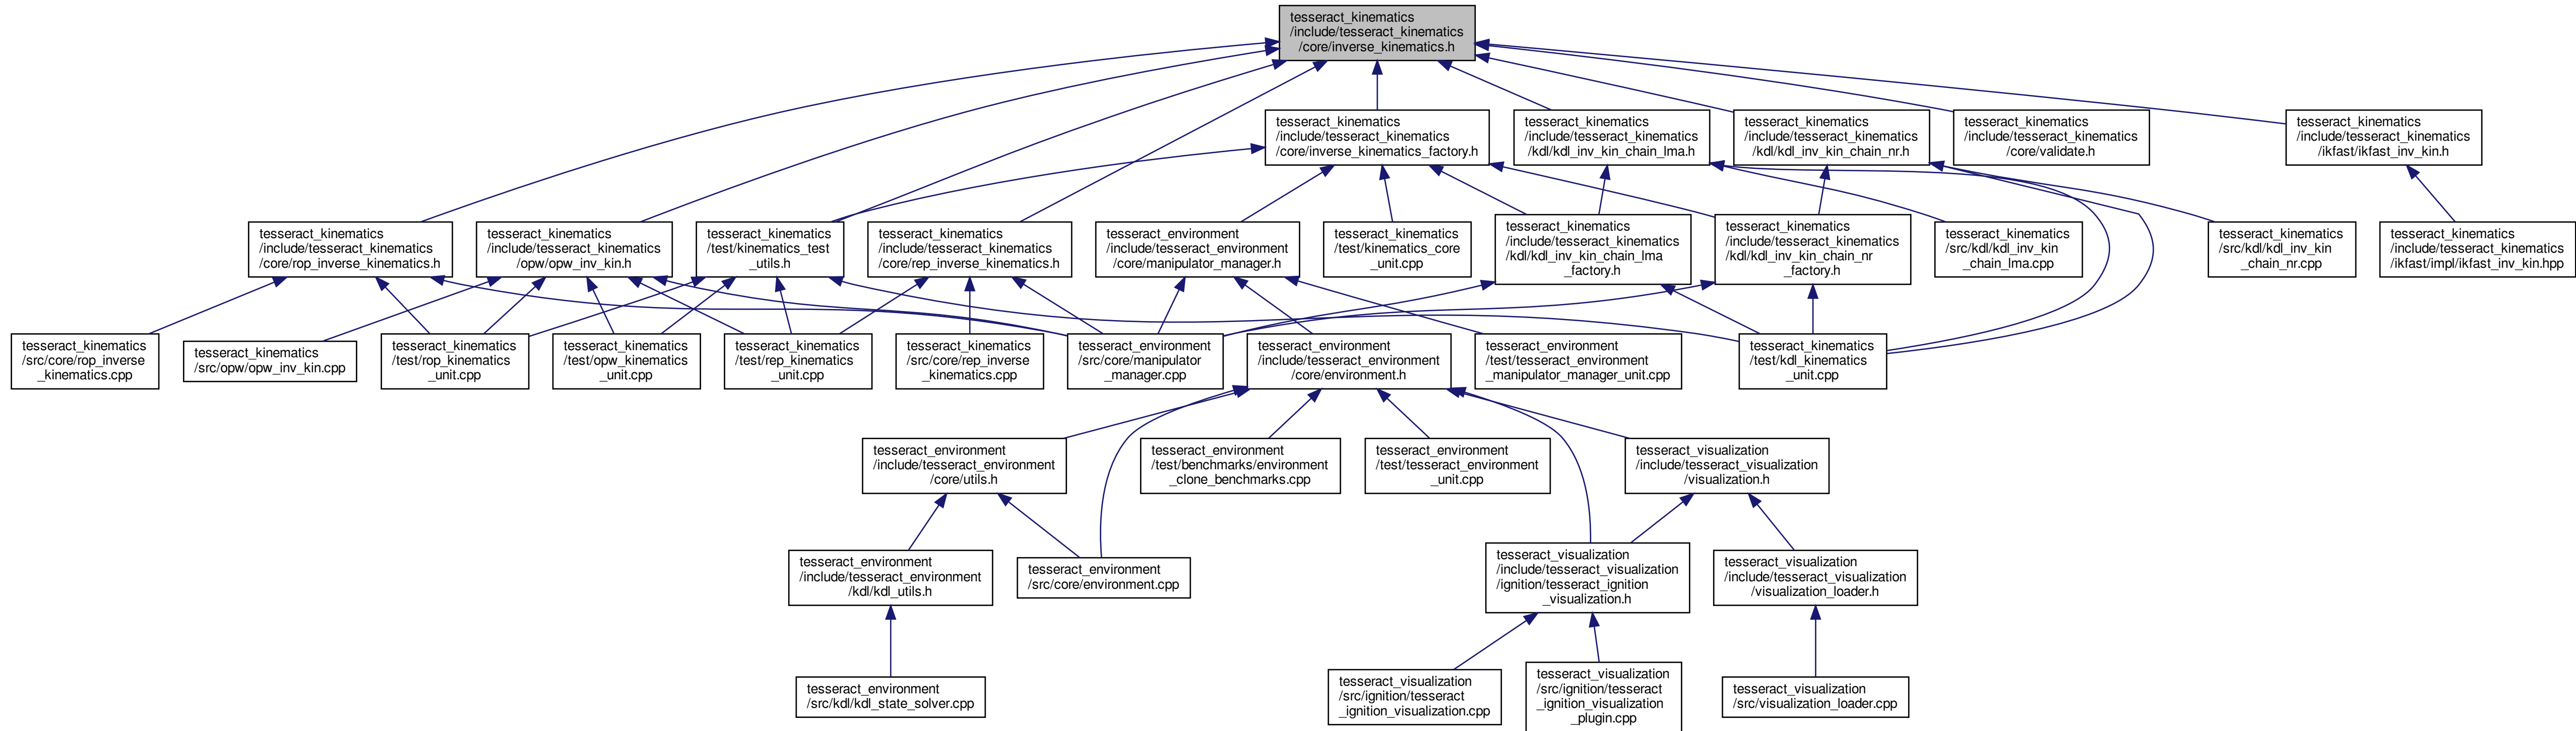 tesseract_kinematics
/include/tesseract_kinematics
/core/inverse_kinematics.h
tesseract_kinematics
/include/tesseract_kinematics
/core/inverse_kinematics_factory.h
tesseract_kinematics
/include/tesseract_kinematics
/kdl/kdl_inv_kin_chain_lma.h
tesseract_kinematics
/include/tesseract_kinematics
/kdl/kdl_inv_kin_chain_nr.h
tesseract_kinematics
/include/tesseract_kinematics
/core/validate.h
tesseract_kinematics
/include/tesseract_kinematics
/ikfast/ikfast_inv_kin.h
tesseract_kinematics
/include/tesseract_kinematics
/core/rop_inverse_kinematics.h
tesseract_kinematics
/include/tesseract_kinematics
/opw/opw_inv_kin.h
tesseract_kinematics
/test/kinematics_test
_utils.h
tesseract_kinematics
/include/tesseract_kinematics
/core/rep_inverse_kinematics.h
tesseract_environment
/include/tesseract_environment
/core/manipulator_manager.h
tesseract_kinematics
/test/kinematics_core
_unit.cpp
tesseract_kinematics
/include/tesseract_kinematics
/kdl/kdl_inv_kin_chain_lma
_factory.h
tesseract_kinematics
/include/tesseract_kinematics
/kdl/kdl_inv_kin_chain_nr
_factory.h
tesseract_kinematics
/src/kdl/kdl_inv_kin
_chain_lma.cpp
tesseract_kinematics
/src/kdl/kdl_inv_kin
_chain_nr.cpp
tesseract_kinematics
/include/tesseract_kinematics
/ikfast/impl/ikfast_inv_kin.hpp
tesseract_kinematics
/src/core/rop_inverse
_kinematics.cpp
tesseract_kinematics
/src/opw/opw_inv_kin.cpp
tesseract_kinematics
/test/rop_kinematics
_unit.cpp
tesseract_kinematics
/test/opw_kinematics
_unit.cpp
tesseract_kinematics
/test/rep_kinematics
_unit.cpp
tesseract_kinematics
/src/core/rep_inverse
_kinematics.cpp
tesseract_environment
/src/core/manipulator
_manager.cpp
tesseract_environment
/include/tesseract_environment
/core/environment.h
tesseract_environment
/test/tesseract_environment
_manipulator_manager_unit.cpp
tesseract_kinematics
/test/kdl_kinematics
_unit.cpp
tesseract_environment
/include/tesseract_environment
/core/utils.h
tesseract_environment
/test/benchmarks/environment
_clone_benchmarks.cpp
tesseract_environment
/test/tesseract_environment
_unit.cpp
tesseract_visualization
/include/tesseract_visualization
/visualization.h
tesseract_environment
/include/tesseract_environment
/kdl/kdl_utils.h
tesseract_environment
/src/core/environment.cpp
tesseract_visualization
/include/tesseract_visualization
/ignition/tesseract_ignition
_visualization.h
tesseract_visualization
/include/tesseract_visualization
/visualization_loader.h
tesseract_environment
/src/kdl/kdl_state_solver.cpp
tesseract_visualization
/src/ignition/tesseract
_ignition_visualization.cpp
tesseract_visualization
/src/ignition/tesseract
_ignition_visualization
_plugin.cpp
tesseract_visualization
/src/visualization_loader.cpp